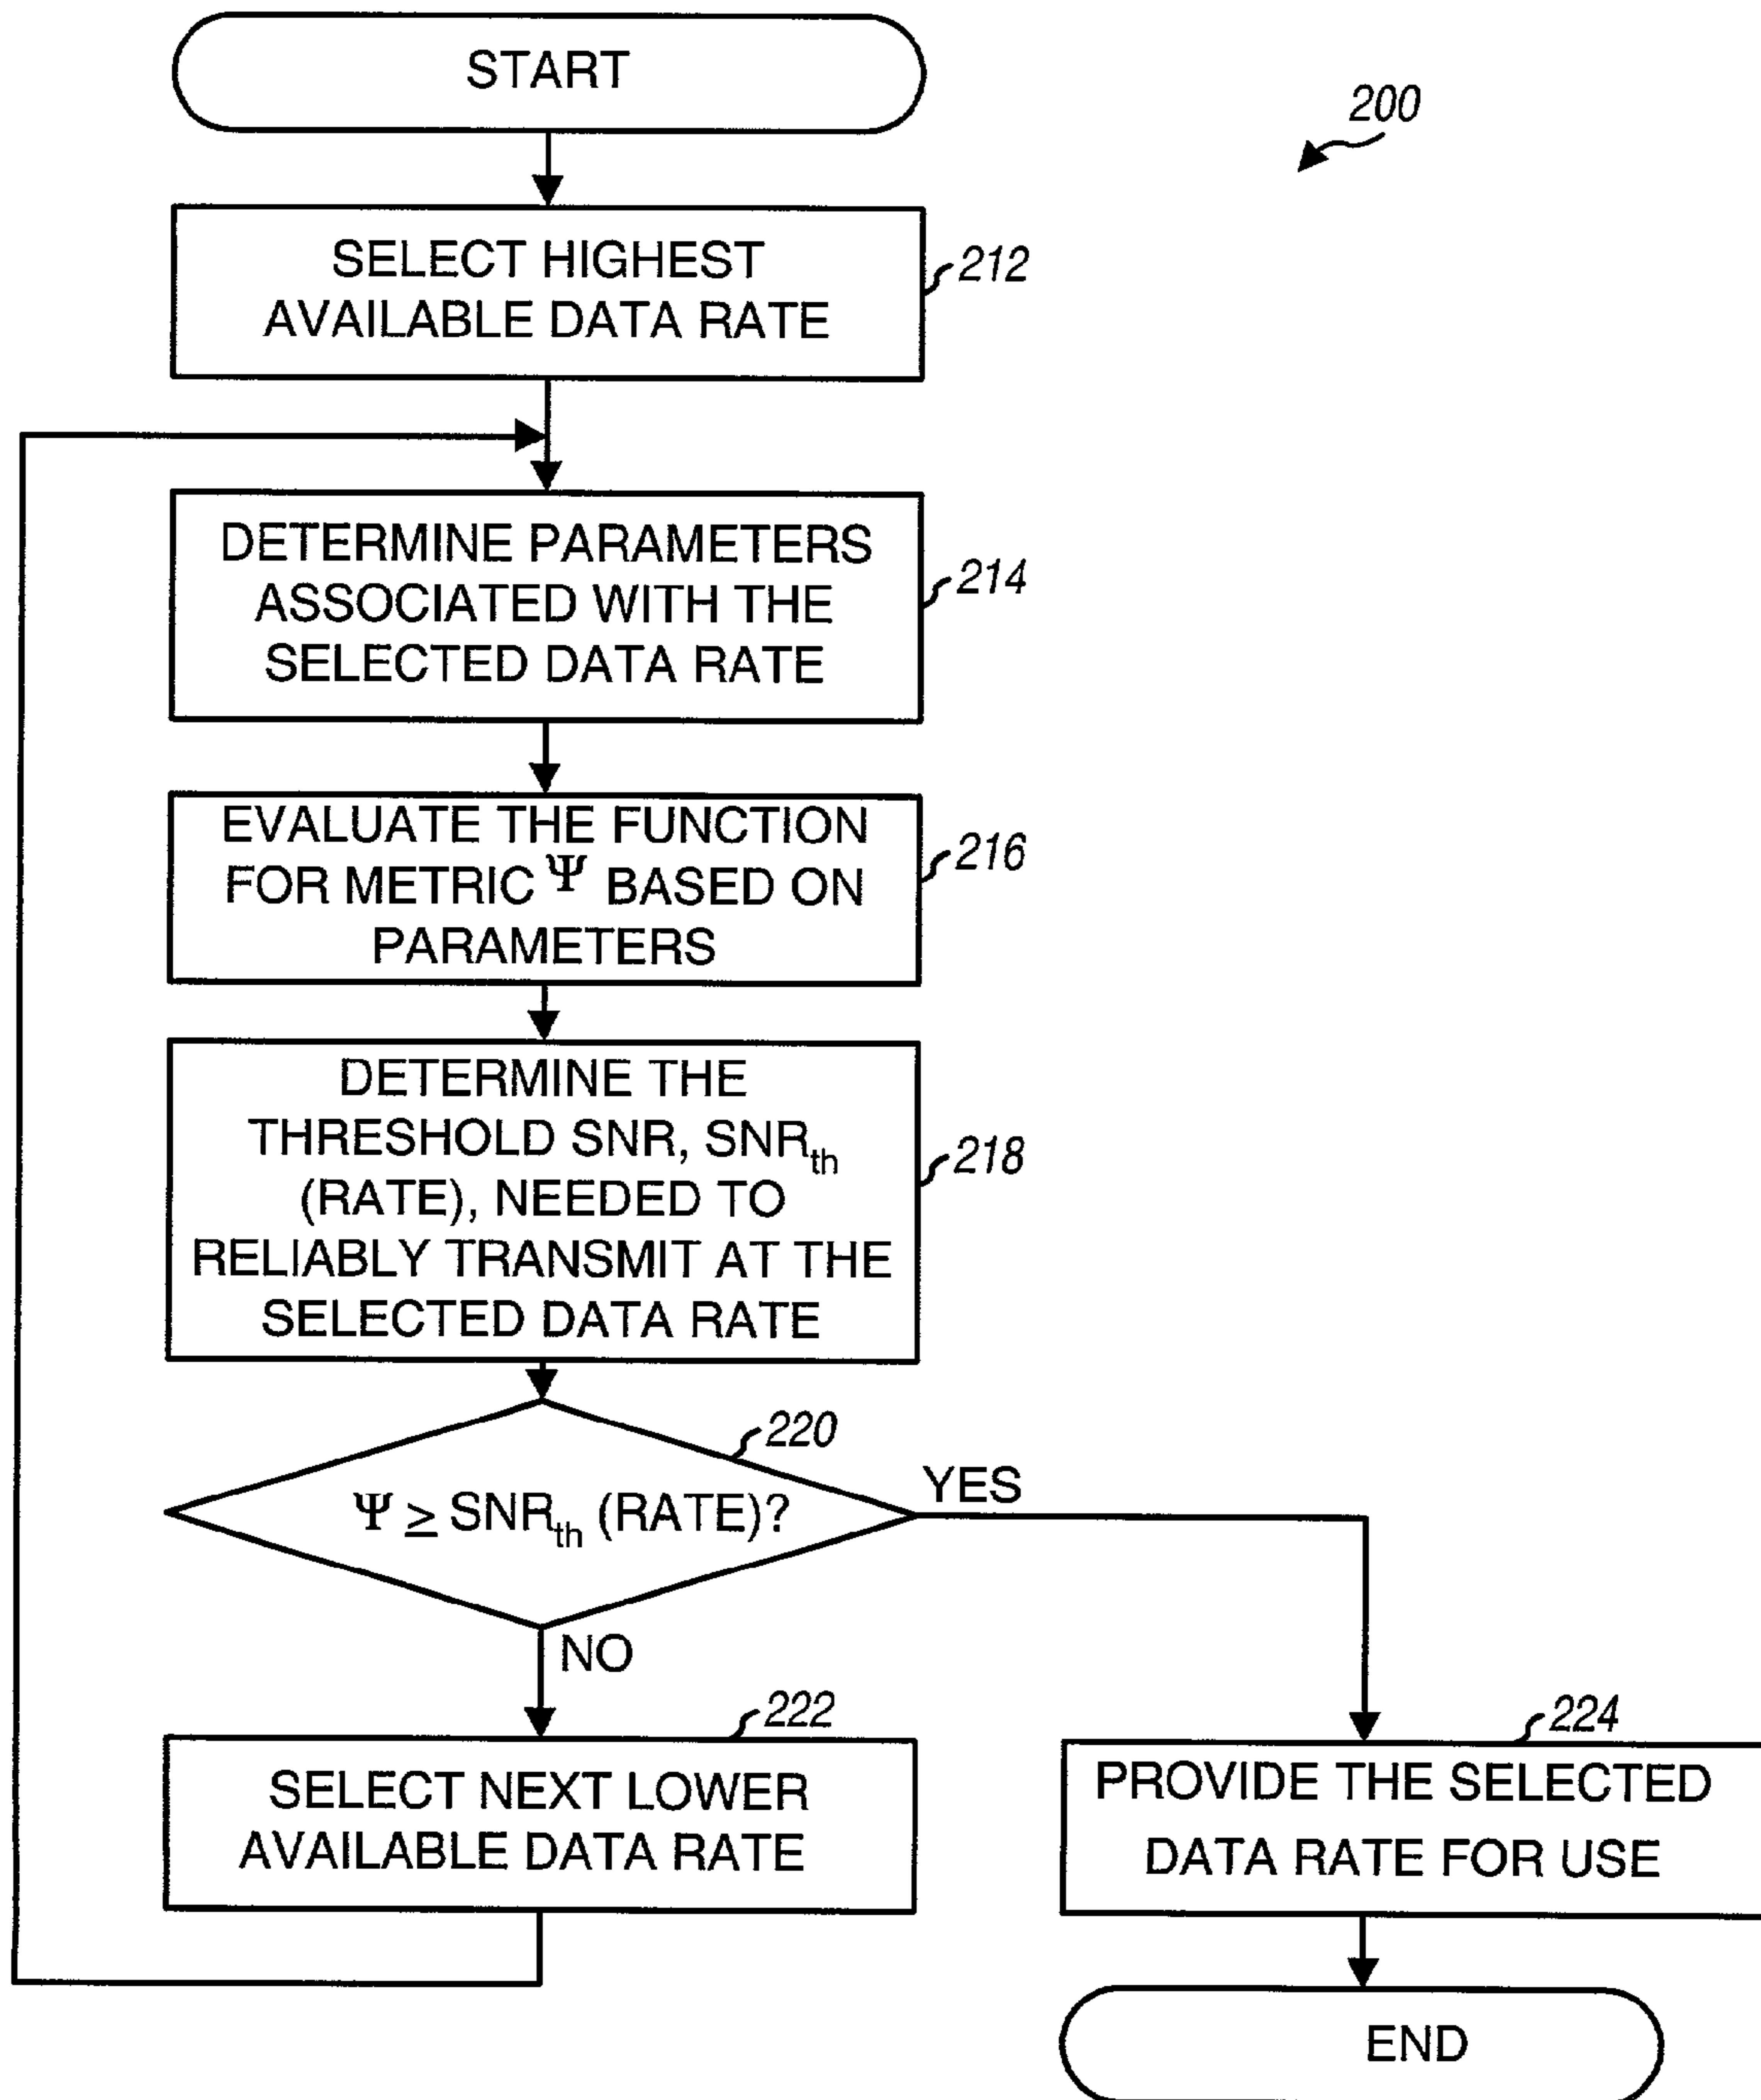 START
200
SELECT HIGHEST
AVAILABLE DATA RATE
212
DETERMINE PARAMETERS
ASSOCIATED WITH THE
SELECTED DATA RATE
214
EVALUATE THE FUNCTION
FOR METRIC Ψ BASED ON
PARAMETERS
216
DETERMINE THE
THRESHOLD SNR, SNRth
(RATE), NEEDED TO
RELIABLY TRANSMIT AT THE
SELECTED DATA RATE
218
220
Ψ ≥ SNRth (RATE)?
YES
NO
222
SELECT NEXT LOWER
AVAILABLE DATA RATE
224
PROVIDE THE SELECTED
DATA RATE FOR USE
END